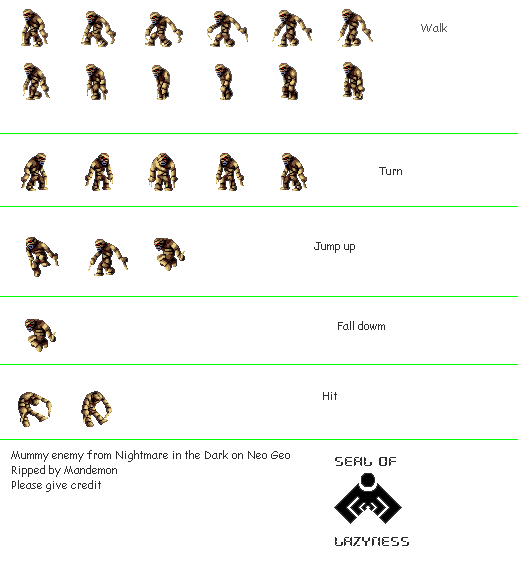 Walk
Turn
Jump up
Fall dowm
Hit
Mummy enemy from Nightmare in the Dark on Neo Geo
Ripped by Mandemon
Please give credit
SEAL OF
LAZYNESS